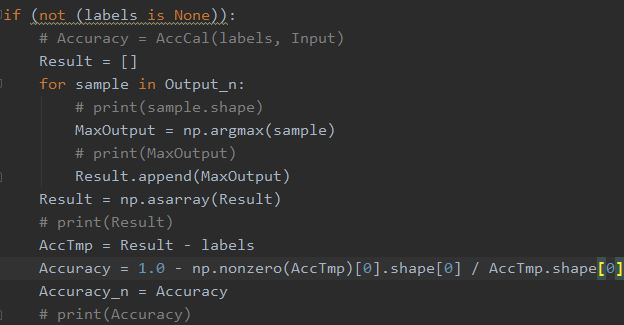 if (not (labels is None)):
    # Accuracy = AccCal(labels, Input)
    Result = []
    for sample in Output_n:
        # print(sample.shape)
        MaxOutput = np.argmax(sample)
        # print(MaxOutput)
        Result.append(MaxOutput)
    Result = np.asarray(Result)
    # print(Result)
    AccTmp = Result - labels
    Accuracy = 1.0 - np.nonzero(AccTmp)[0].shape[0] / AccTmp.shape[0]
    Accuracy_n = Accuracy
    # print(Accuracy)